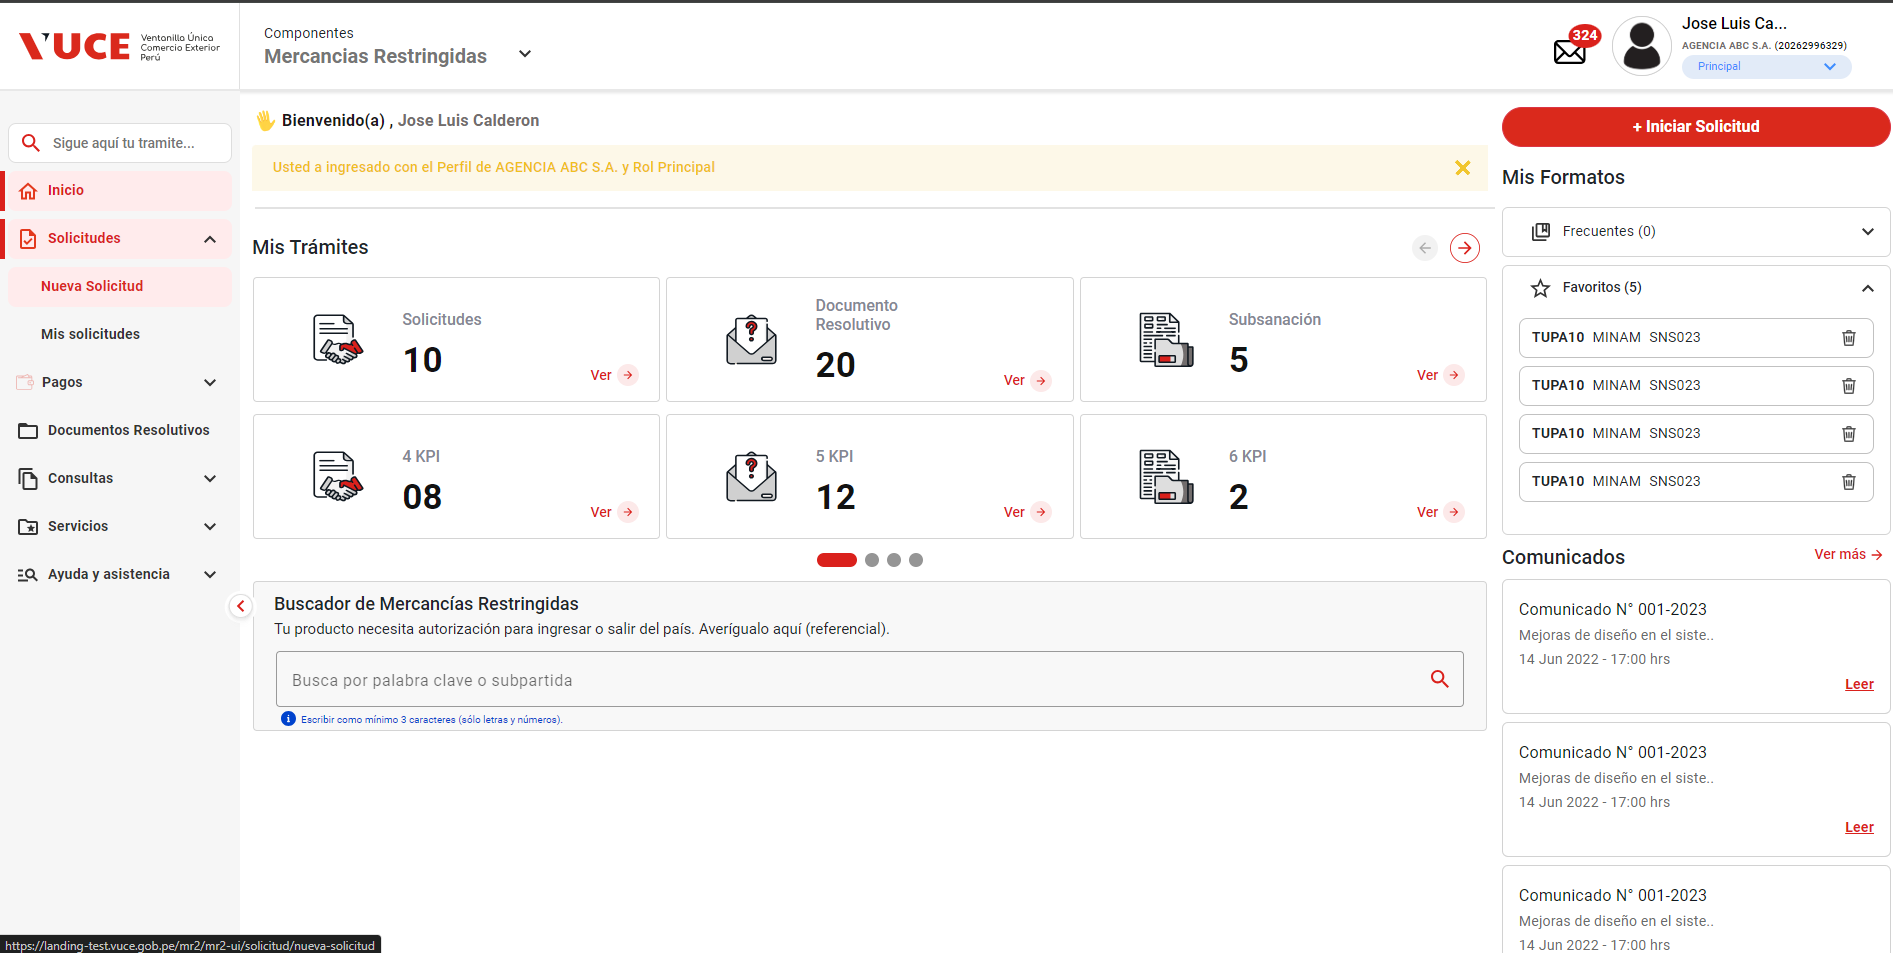 VUCE
Ventanilla Única
Comercio Exterior
Perú
Componentes
Mercancias Restringidas
324
Jose Luis Ca...
AGENCIA ABC S.A. (20262996329)
Principal
Sigue aquí tu tramite...
Inicio
Solicitudes
Nueva Solicitud
Mis solicitudes
Pagos
Documentos Resolutivos
Consultas
Servicios
Ayuda y asistencia
Bienvenido(a) , Jose Luis Calderon
Usted a ingresado con el Perfil de AGENCIA ABC S.A. y Rol Principal
Mis Trámites
Solicitudes
10
Ver
Documento
Resolutivo
20
Ver
Subsanación
5
Ver
4 KPI
08
Ver
5 KPI
12
Ver
6 KPI
2
Ver
Buscador de Mercancías Restringidas
Tu producto necesita autorización para ingresar o salir del país. Averígualo aquí (referencial).
Busca por palabra clave o subpartida
Escribir como mínimo 3 caracteres (sólo letras y números).
+ Iniciar Solicitud
Mis Formatos
Frecuentes (0)
Favoritos (5)
TUPA10 MINAM SNS023
TUPA10 MINAM SNS023
TUPA10 MINAM SNS023
TUPA10 MINAM SNS023
Comunicados
Ver más
Comunicado N° 001-2023
Mejoras de diseño en el siste..
14 Jun 2022 - 17:00 hrs
Leer
Comunicado N° 001-2023
Mejoras de diseño en el siste..
14 Jun 2022 - 17:00 hrs
Leer
Comunicado N° 001-2023
Mejoras de diseño en el siste..
14 Jun 2022 - 17:00 hrs
https://landing-test.vuce.gob.pe/mr2/mr2-ui/solicitud/nueva-solicitud